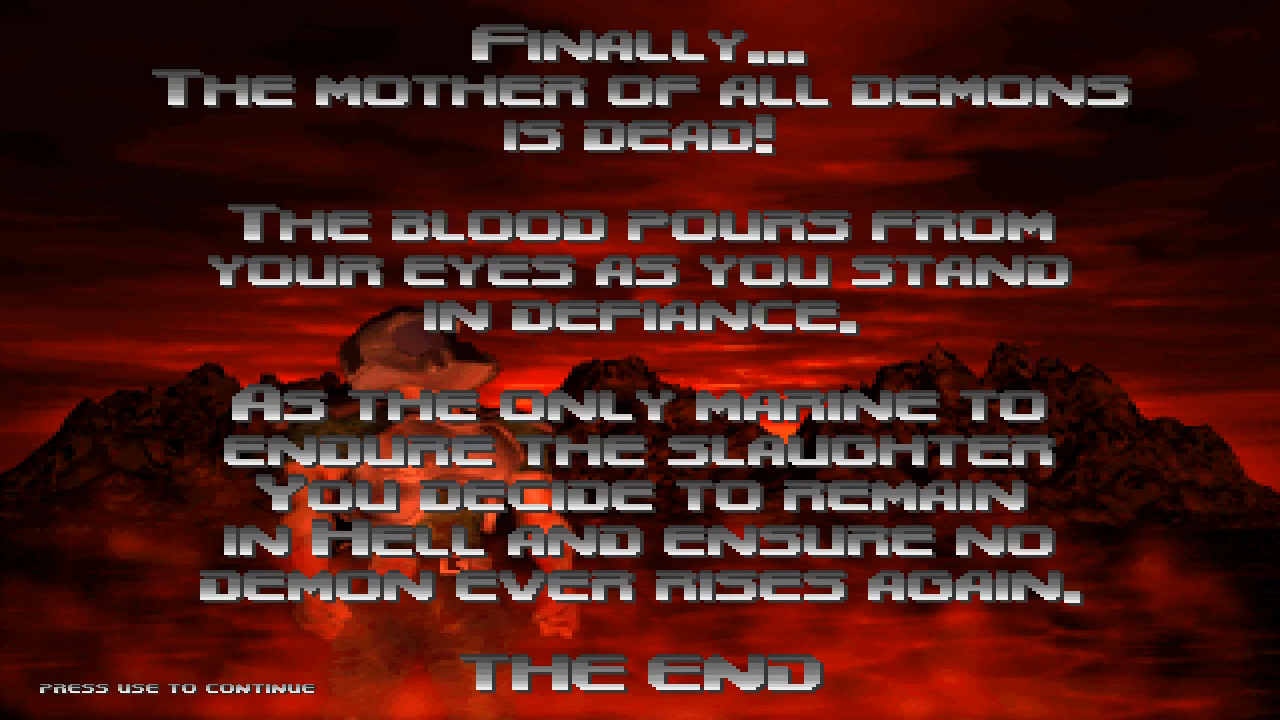 Finally...
The mother of all demons
is dead!
The blood pours from
your eyes as you stand
in defiance.
As the only marine to
endure the slaughter
You decide to remain
in Hell and ensure no
demon ever rises again.
The End
press use to continue